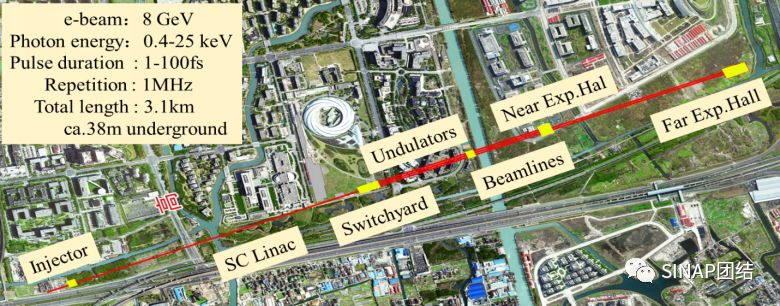 e-beam: 8 GeV
Photon energy: 0.4-25 keV
Pulse duration : 1-100fs
Repetition : 1MHz
Total length : 3.1km
ca.38m underground
Injector
SC Linac
Switchyard
Undulators
Beamlines
Near Exp.Hal
Far Exp.Hall
SINAP团结